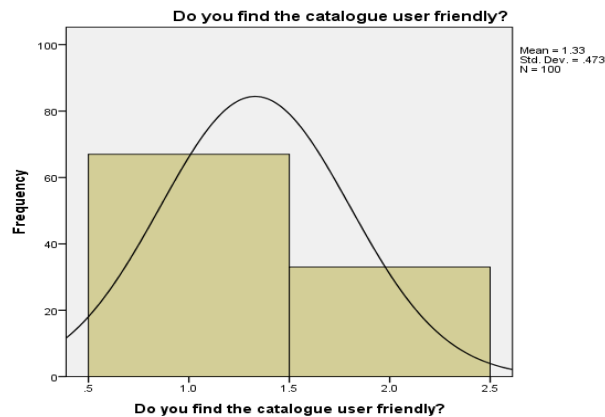 Do you find the catalogue user friendly?
Mean = 1.33
Std. Dev. = .473
N = 100
100
80
60
40
20
0
Frequency
.5
1.0
1.5
2.0
2.5
Do you find the catalogue user friendly?